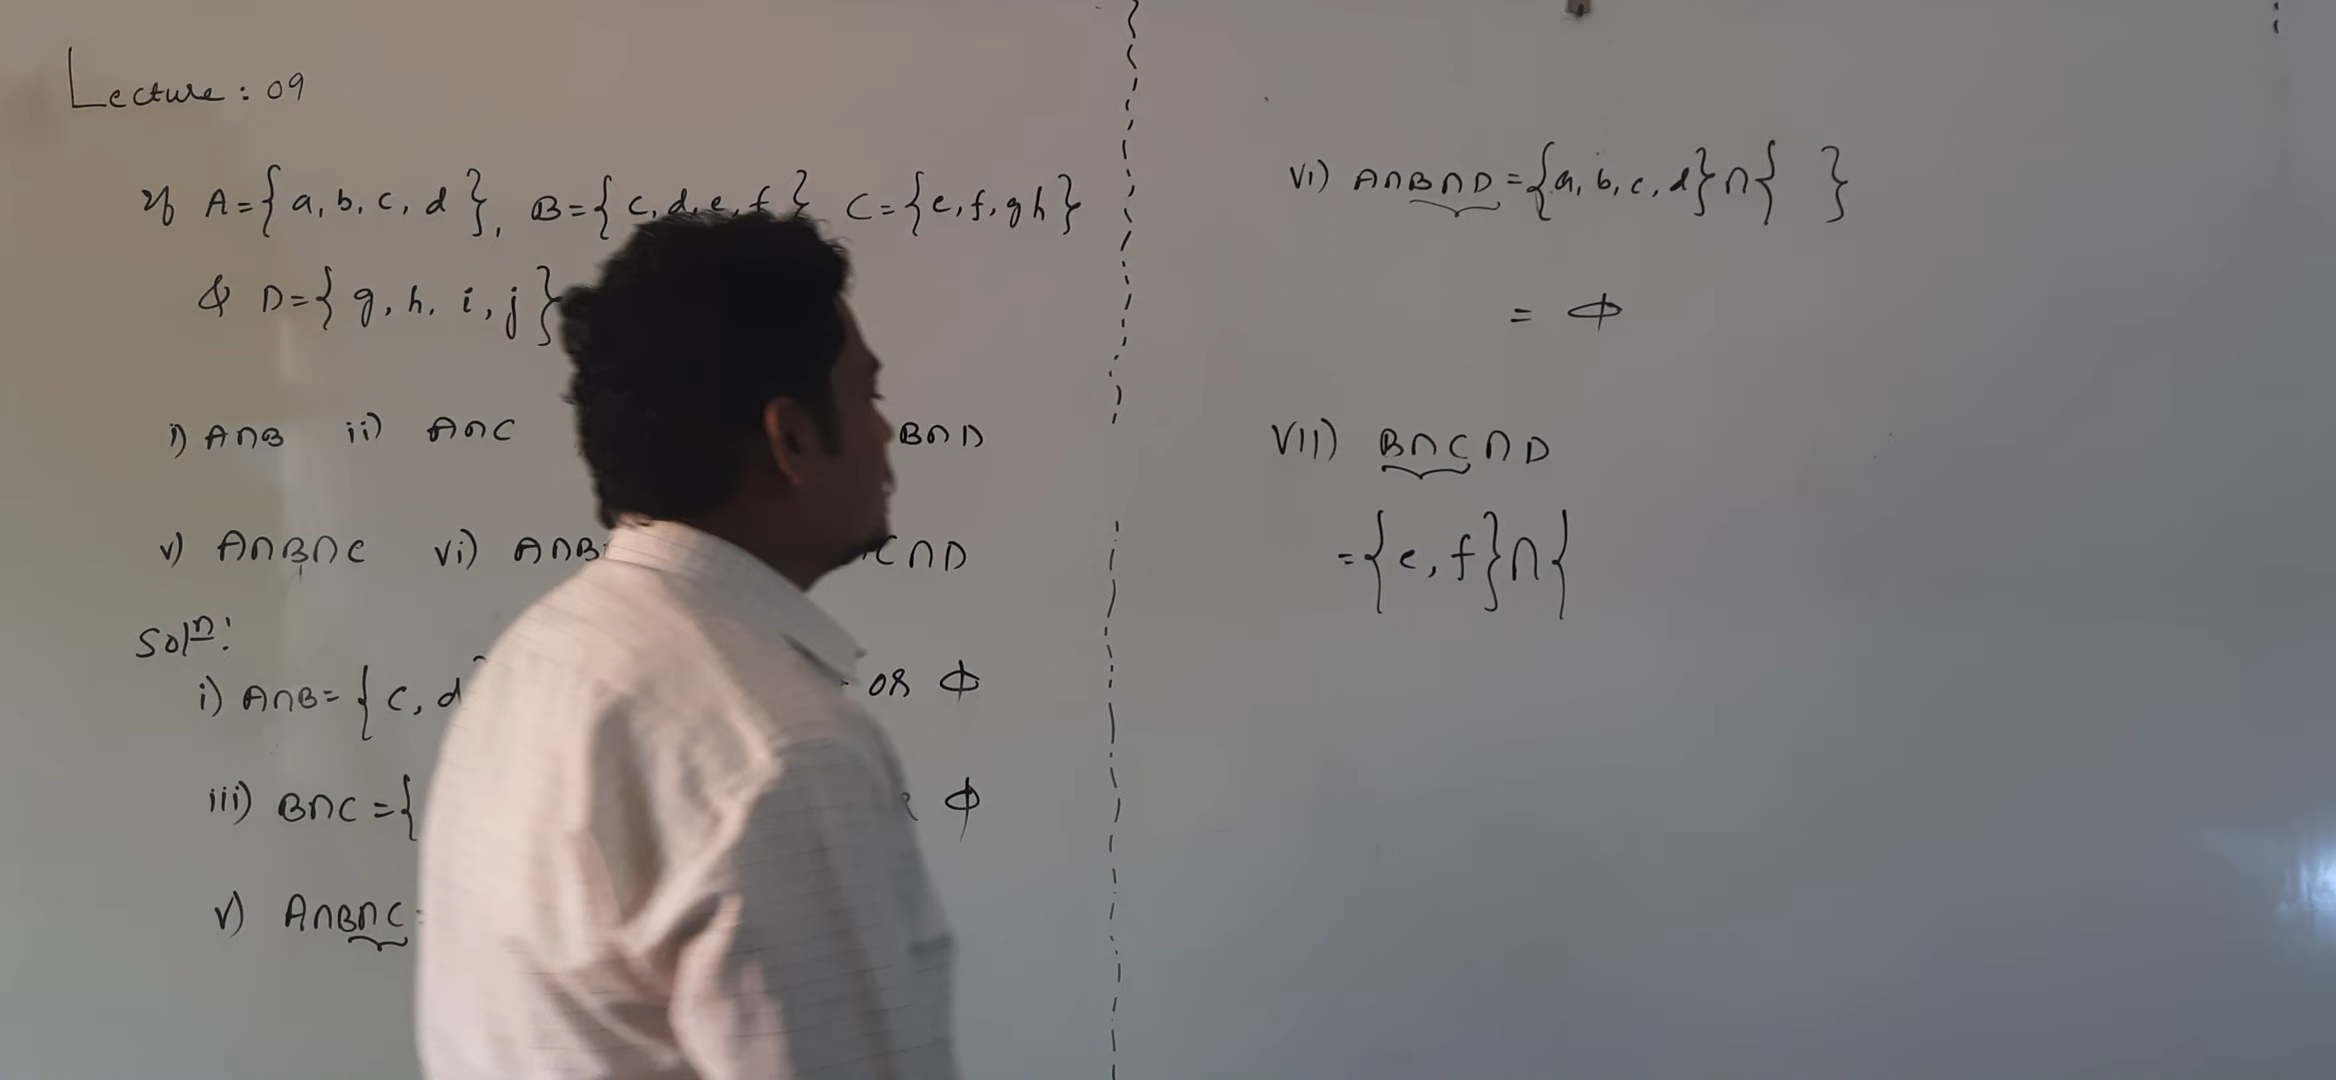 Lecture: 09
If A={a, b, c, d}, B={c, d, e, f} C={e, f, g h}
& D={g, h, i, j}
i) A∩B ii) A∩C B∩D
v) A∩B∩C vi) A∩B C∩D
Solⁿ:
i) A∩B={c, d or ϕ
iii) B∩C={ ϕ
v) A∩B∩C
vi) A∩B∩D={a, b, c, d}∩{ }
= ϕ
VII) B∩C∩D
={e, f}∩{